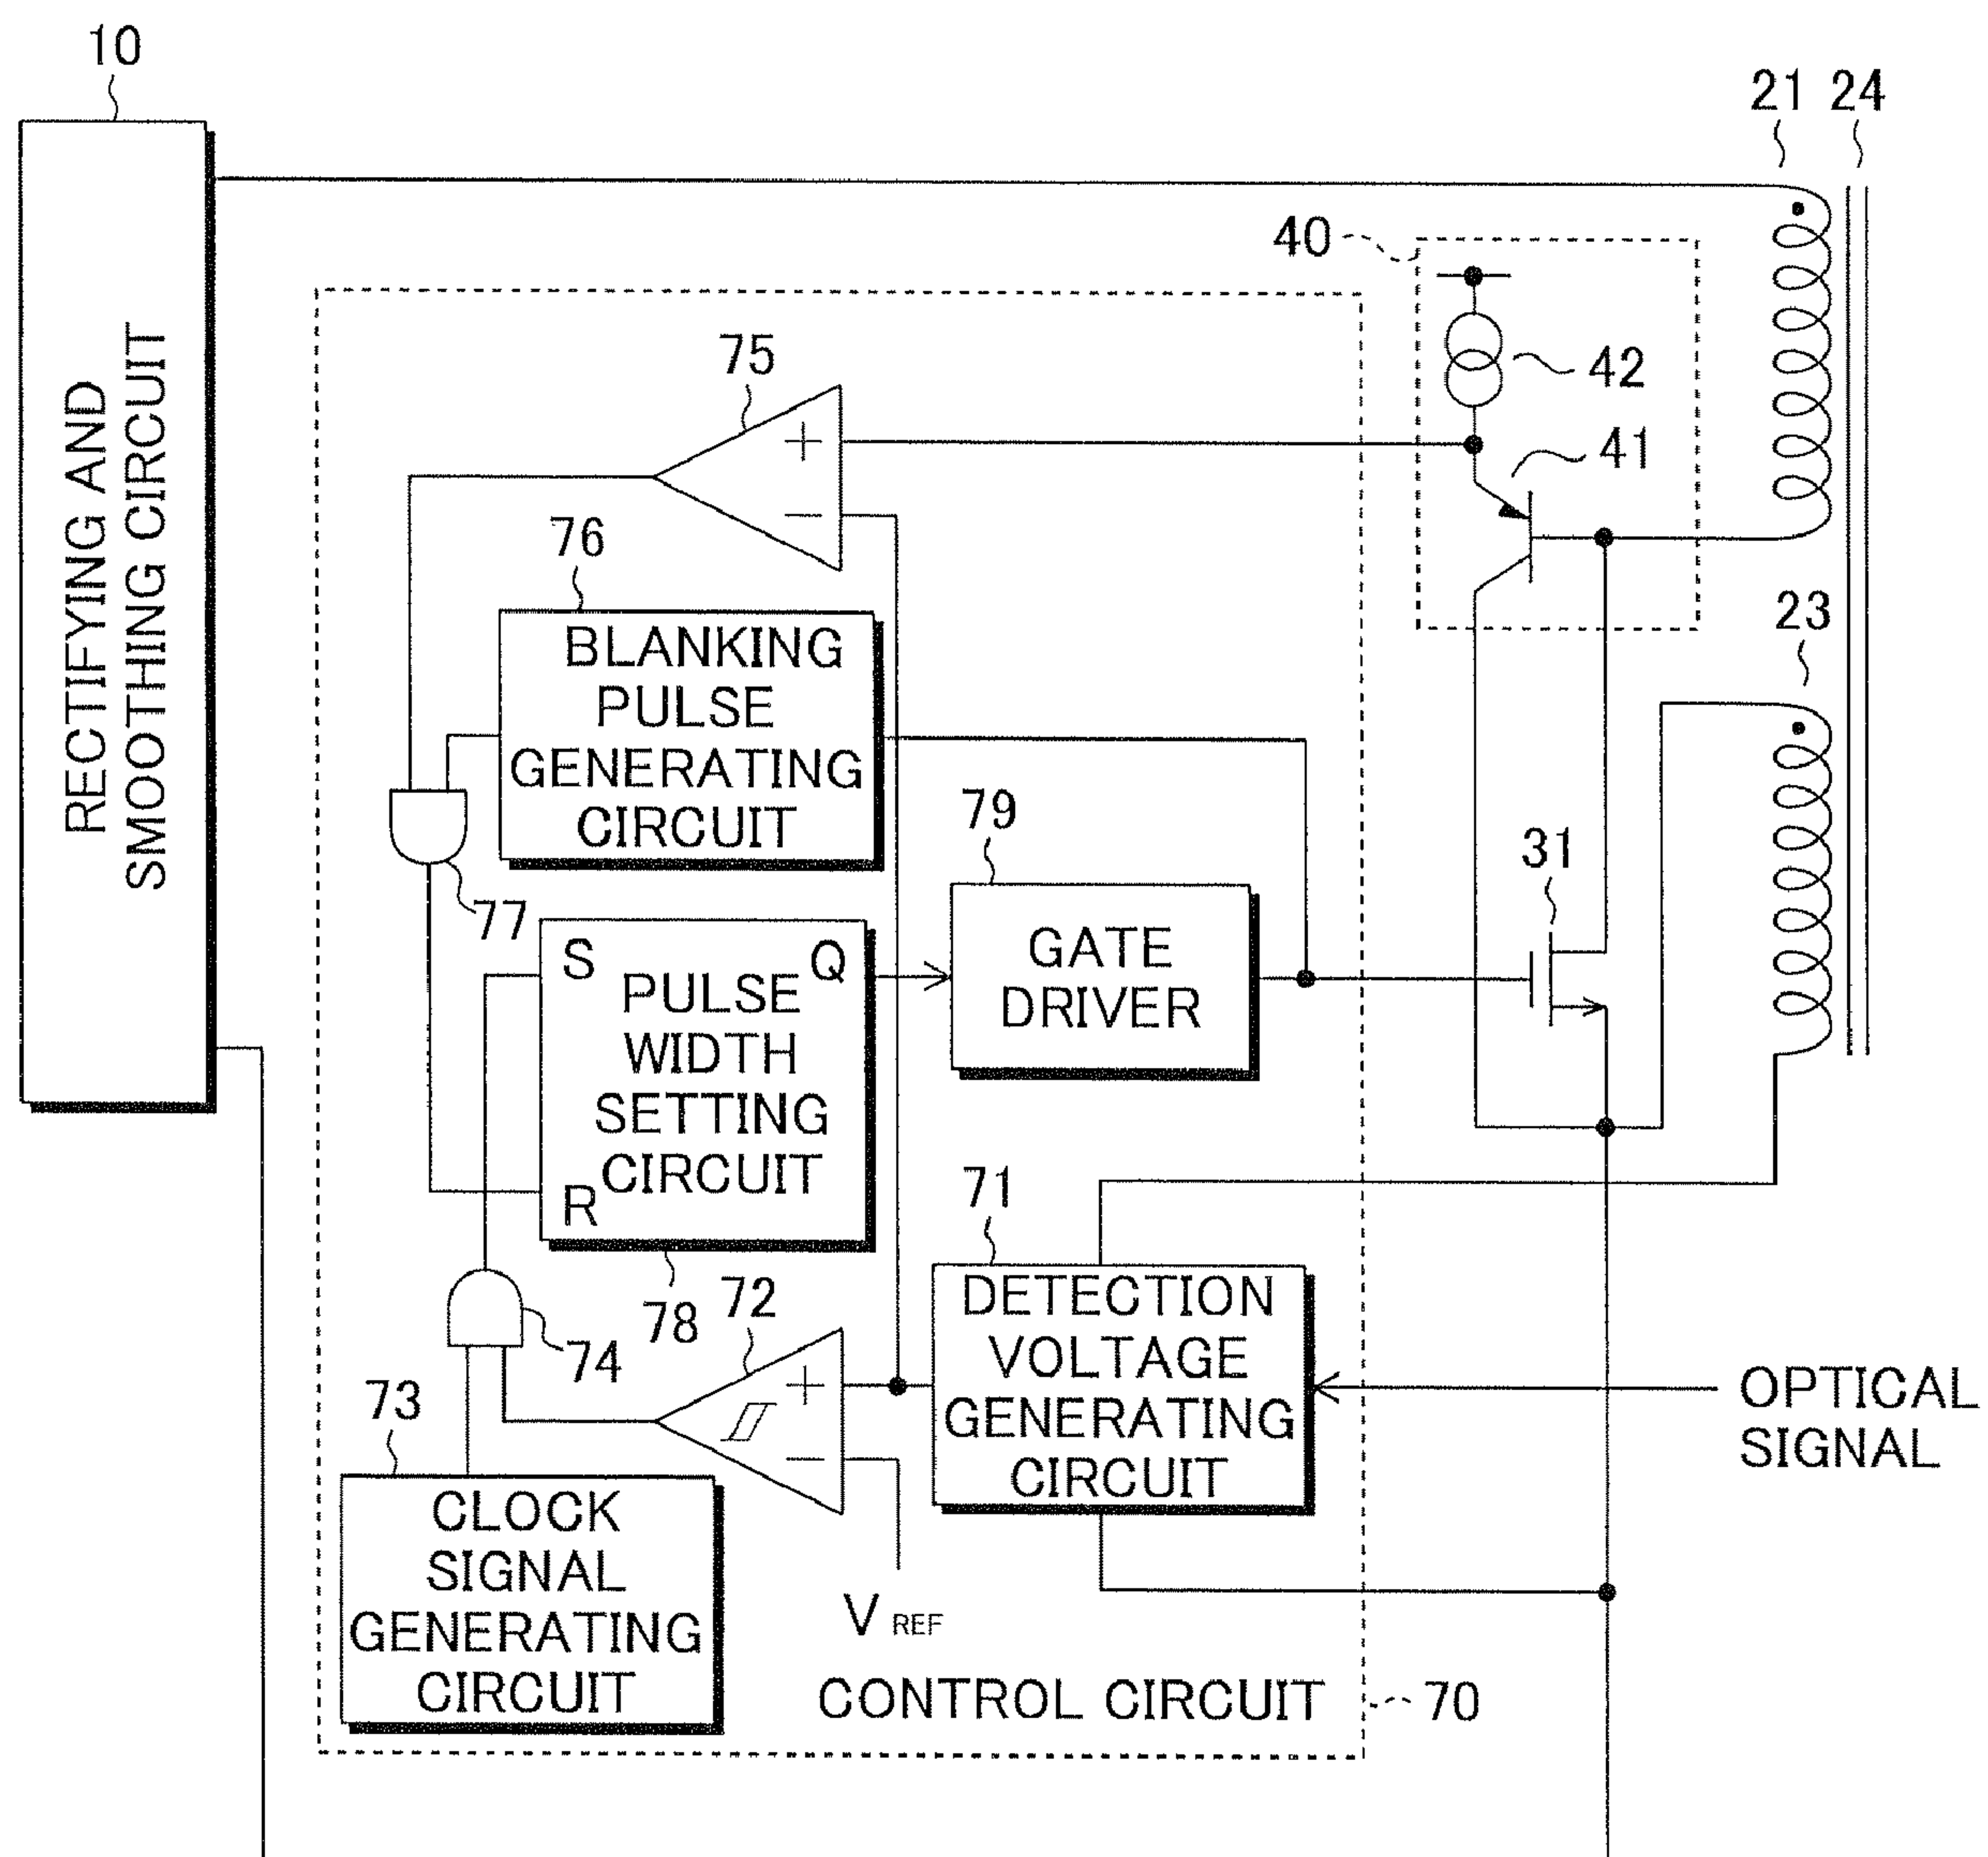 10
21
24
RECTIFYING AND
SMOOTHING CIRCUIT
40
42
41
75
+
−
76
BLANKING
PULSE
GENERATING
CIRCUIT
77
23
79
GATE
DRIVER
31
S
Q
PULSE
WIDTH
SETTING
CIRCUIT
R
78
71
DETECTION
VOLTAGE
GENERATING
CIRCUIT
72
+
−
74
73
CLOCK
SIGNAL
GENERATING
CIRCUIT
V REF
OPTICAL
SIGNAL
CONTROL CIRCUIT
70